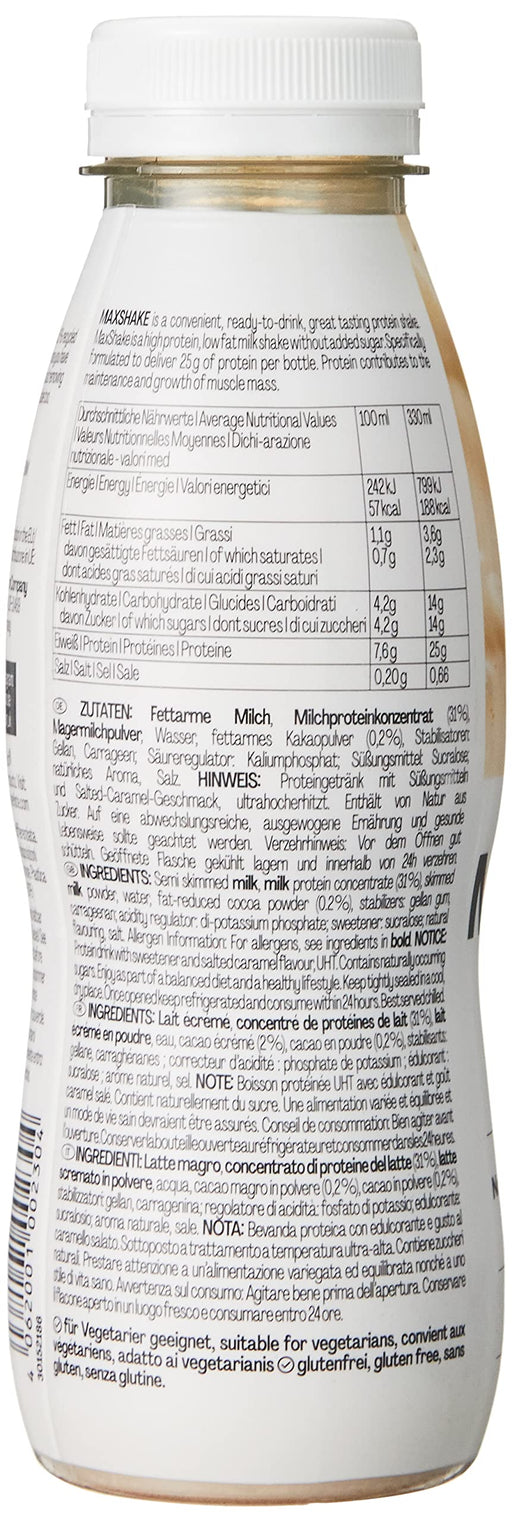 MAXSHAKE is a convenient, ready-to-drink, great tasting protein shake.
MaxShake is a high protein, low fat milk shake without added sugar. Specifically
formulated to deliver 25g of protein per bottle. Protein contributes to the
maintenance and growth of muscle mass.
Durchschnittliche Nährwerte | Average Nutritional Values 100ml 330ml
Valeurs Nutritionnelles Moyennes | Dichi-arazione
nutrizionale - valori med
Energie | Energy | Energie | Valori energetici 242kJ 799kJ
57kcal 188kcal
Fett | Fat | Matières grasses | Grassi 1,1g 3,6g
davon gesättigte Fettsäuren | of which saturates | 0,7g 2,3g
dont acides gras saturés | di cui acidi grassi saturi
Kohlenhydrate | Carbohydrate | Glucides | Carboidrati 4,2g 14g
davon Zucker | of which sugars | dont sucres | di cui zuccheri 4,2g 14g
Eiweiß | Protein | Protéines | Proteine 7,6g 25g
Salz | Salt | Sel | Sale 0,20g 0,66
DE ZUTATEN: Fettarme Milch, Milchproteinkonzentrat (31%),
Magermilchpulver, Wasser, fettarmes Kakaopulver (0,2%), Stabilisatoren:
Gellan, Carrageen; Säureregulator: Kaliumphosphat; Süßungsmittel: Sucralose;
natürliches Aroma, Salz. HINWEIS: Proteingetränk mit Süßungsmitteln
und Salted-Caramel-Geschmack, ultrahocherhitzt. Enthält von Natur aus
Zucker. Auf eine abwechslungsreiche, ausgewogene Ernährung und gesunde
Lebensweise sollte geachtet werden. Verzehrhinweis: Vor dem Öffnen gut
schütteln. Geöffnete Flasche gekühlt lagern und innerhalb von 24h verzehren.
INGREDIENTS: Semi skimmed milk, milk protein concentrate (31%), skimmed
milk powder, water, fat-reduced cocoa powder (0,2%), stabilizers: gellan gum,
carrageenan; acidity regulator: di-potassium phosphate; sweetener: sucralose; natural
flavouring, salt. Allergen Information: For allergens, see ingredients in bold. NOTICE:
Protein drink with sweetener and salted caramel flavour, UHT. Contains naturally occurring
sugars. Enjoy as part of a balanced diet and a healthy lifestyle. Keep tightly sealed in a cool,
dry place. Once opened keep refrigerated and consume within 24 hours. Best served chilled.
INGRÉDIENTS: Lait écrémé, concentré de protéines de lait (31%), lait
écrémé en poudre, eau, cacao écrémé (2%), cacao en poudre (0,2%), stabilisants:
gellane, carraghénanes ; correcteur d'acidité : phosphate de potassium ; édulcorant :
sucralose ; arôme naturel, sel. NOTE: Boisson protéinée UHT avec édulcorant et goût
caramel salé. Contient naturellement du sucre. Une alimentation variée et équilibrée et
un mode de vie sain devraient être assurés. Conseil de consommation: Bien agiter avant
l'ouverture. Conserver la bouteille ouverte au réfrigérateur et consommer dans les 24 heures.
IT INGREDIENTI: Latte magro, concentrato di proteine del latte (31%), latte
scremato in polvere, acqua, cacao magro in polvere (0,2%), cacao in polvere (0,2%),
stabilizzatori: gellan, carragenina; regolatore di acidità: fosfato di potassio; edulcorante:
sucralosio; aroma naturale, sale. NOTA: Bevanda proteica con edulcorante e gusto al
caramello salato. Sottoposto a trattamento a temperatura ultra-alta. Contiene zuccheri
naturali. Prestare attenzione a un'alimentazione variegata ed equilibrata nonché a uno
stile di vita sano. Avvertenza sul consumo: Agitare bene prima dell'apertura. Conservare
il flacone aperto in un luogo fresco e consumare entro 24 ore.
für Vegetarier geeignet, suitable for vegetarians, convient aux
végétariens, adatto ai vegetarianis glutenfrei, gluten free, sans
gluten, senza glutine.
4 062001 002304
30152186